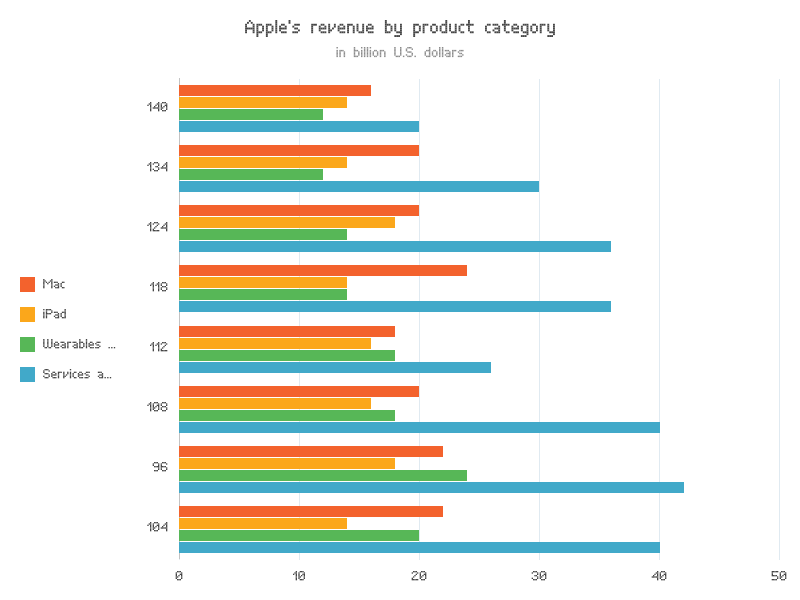 Apple's revenue by product category
in billion U.S. dollars
140
134
124
118
112
108
96
104
Mac
iPad
Wearables ...
Services a...
0 10 20 30 40 50